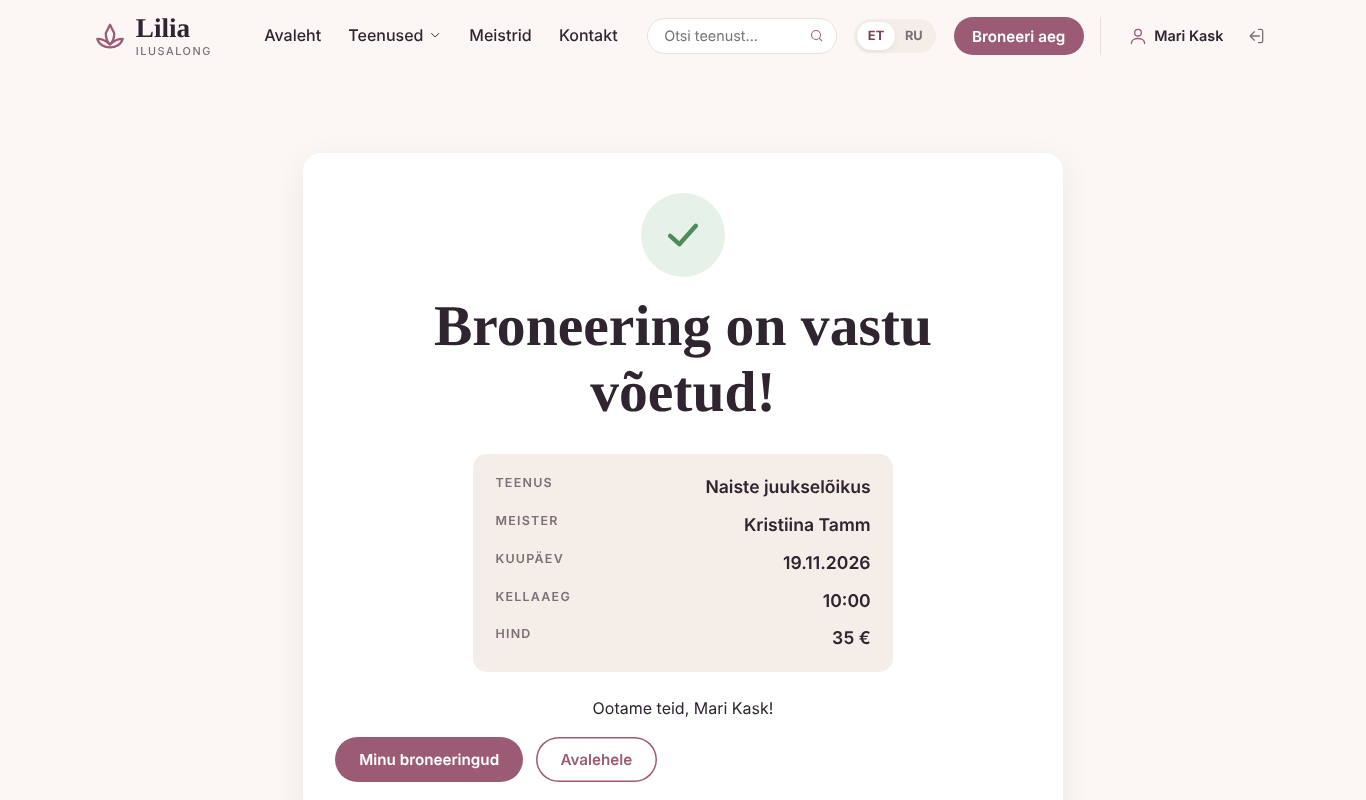 Lilia
ILUSALONG
Avaleht
Teenused
Meistrid
Kontakt
Otsi teenust...
ET
RU
Broneeri aeg
Mari Kask
Broneering on vastu
võetud!
TEENUS Naiste juukselõikus
MEISTER Kristiina Tamm
KUUPÄEV 19.11.2026
KELLAAEG 10:00
HIND 35 €
Ootame teid, Mari Kask!
Minu broneeringud
Avalehele